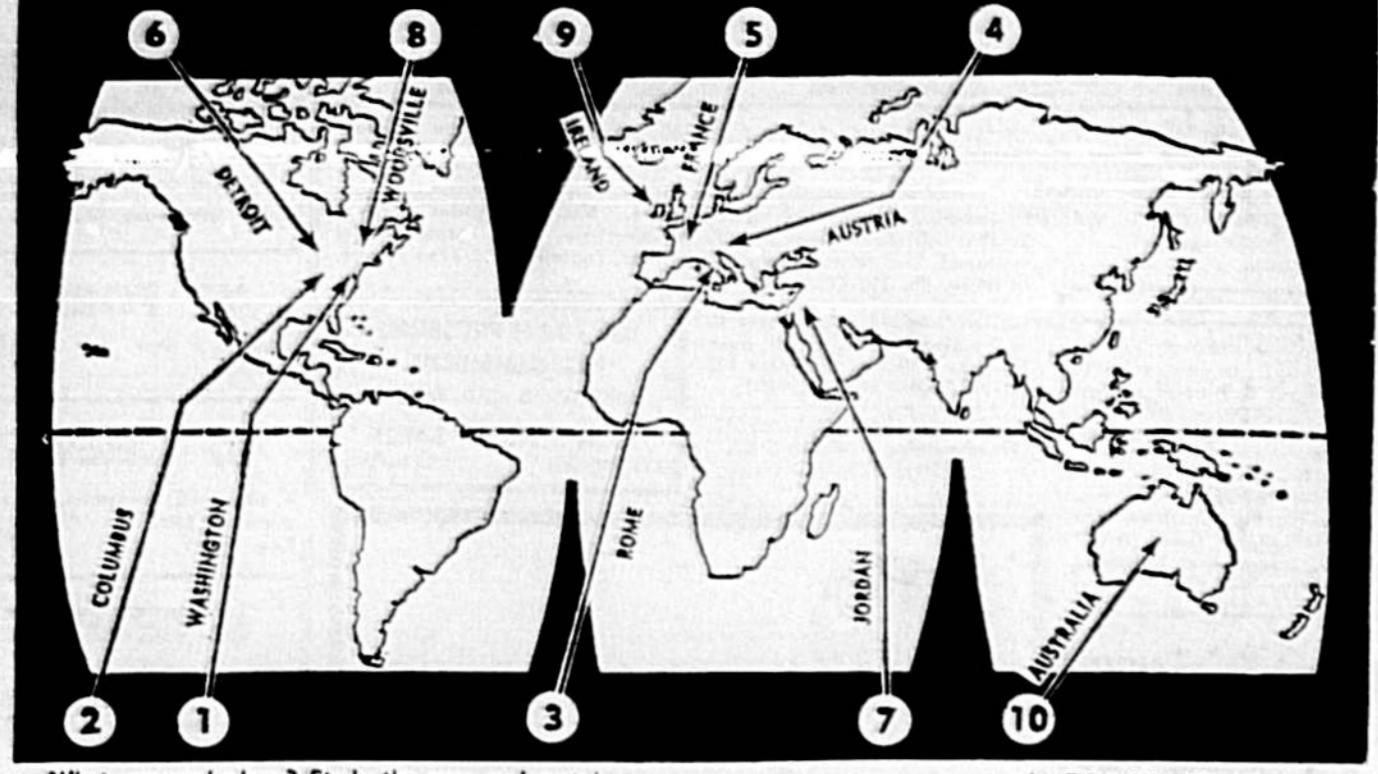 6
8
9
5
4
IRELAND
FRANCE
WOODSVILLE
DETROIT
AUSTRIA
COLUMBUS
WASHINGTON
ROME
JORDAN
AUSTRALIA
2
1
3
7
10